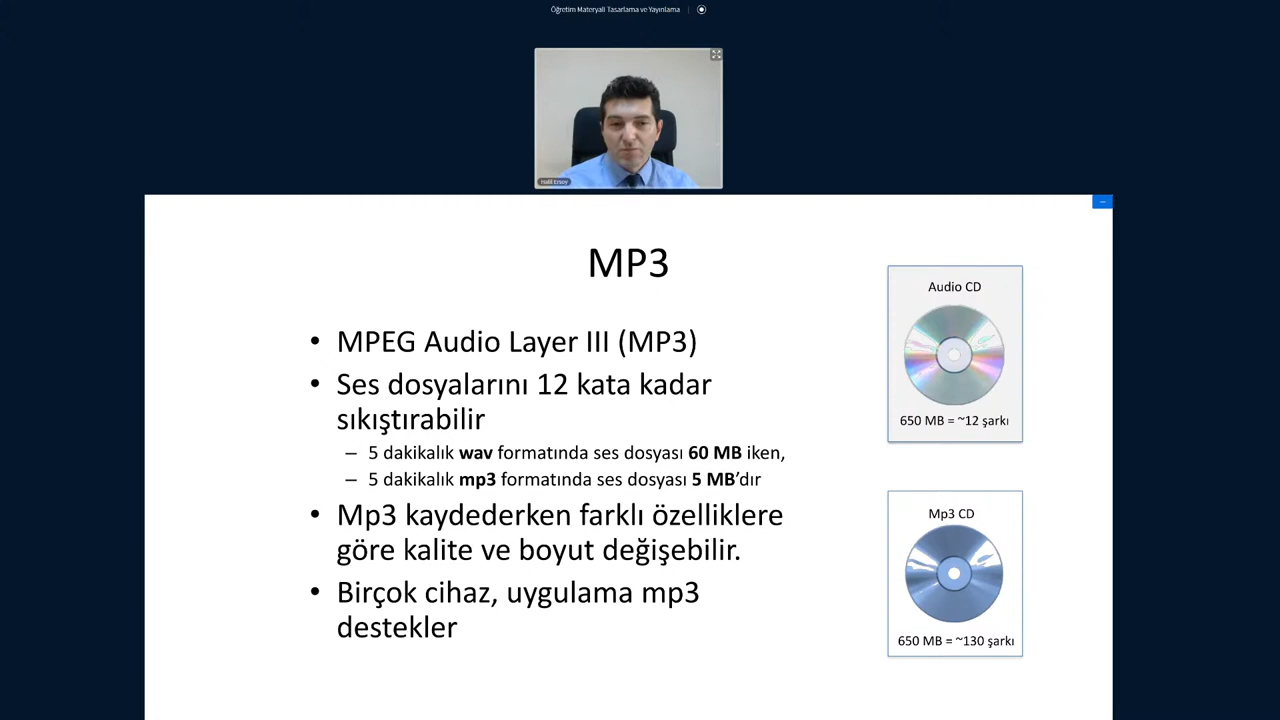 Öğretim Materyali Tasarlama ve Yayınlama
Halil Ersoy
MP3
• MPEG Audio Layer III (MP3)
• Ses dosyalarını 12 kata kadar
sıkıştırabilir
– 5 dakikalık wav formatında ses dosyası 60 MB iken,
– 5 dakikalık mp3 formatında ses dosyası 5 MB’dır
• Mp3 kaydederken farklı özelliklere
göre kalite ve boyut değişebilir.
• Birçok cihaz, uygulama mp3
destekler
Audio CD
650 MB = ~12 şarkı
Mp3 CD
650 MB = ~130 şarkı